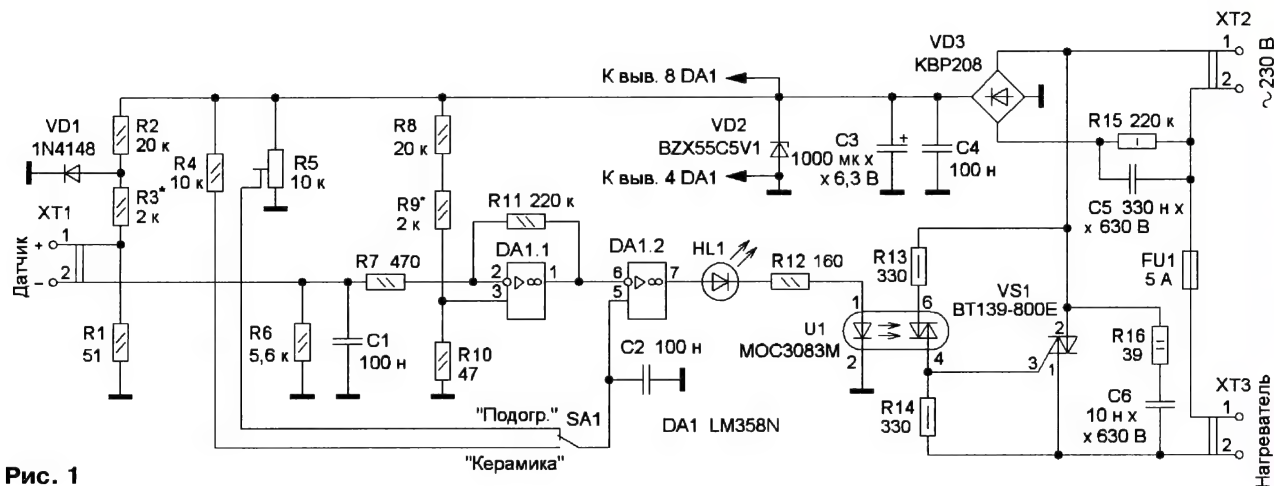 XT2
1
2
~230 В
VD3
KBP208
К выв. 8 DA1
VD1
1N4148
R2
20 к
R4
10 к
R5
10 к
R8
20 к
VD2
BZX55C5V1
C3
1000 мк х
х 6,3 В
C4
100 н
R15 220 к
К выв. 4 DA1
R3*
2 к
XT1
R9*
2 к
R11 220 к
C5 330 н х
х 630 В
Датчик
+ 1
− 2
R7 470
DA1.1
2
3
1
▷∞
DA1.2
6
5
7
▷∞
HL1
R12 160
R13
330
FU1
5 А
VS1
BT139-800E
1
2
6
4
U1
MOC3083M
2
3
1
R16
39
R1
51
R6
5,6 к
C1
100 н
R10
47
C2 100 н
C6
10 н х
х 630 В
XT3
1
2
Нагреватель
R14
330
"Подогр."
SA1
"Керамика"
DA1 LM358N
Рис. 1